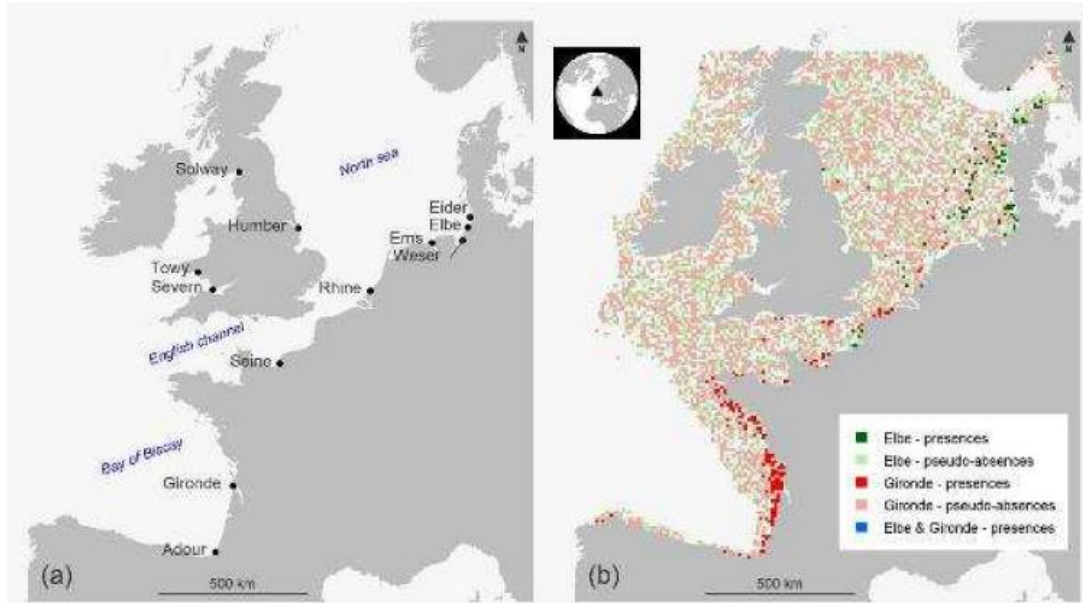 N
North sea
Solway
Humber
Eider
Elbe
Ems
Weser
Towy
Severn
Rhine
English channel
Seine
Bay of Biscay
Gironde
Adour
(a)
500 km
N
Elbe - presences
Elbe - pseudo-absences
Gironde - presences
Gironde - pseudo-absences
Elbe & Gironde - presences
(b)
500 km